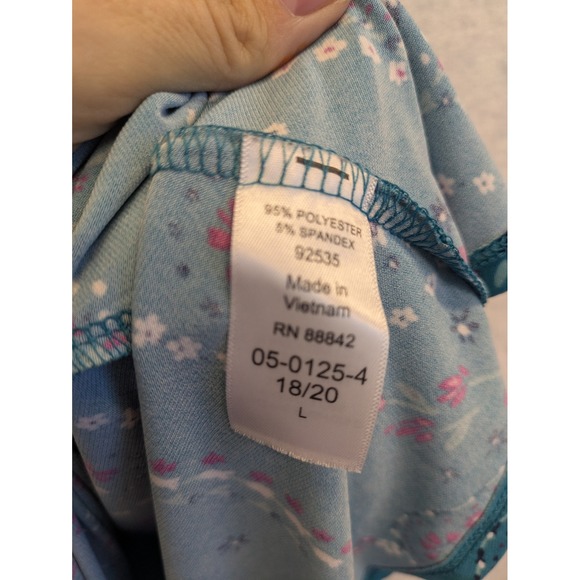 95% POLYESTER
5% SPANDEX
92535
Made in
Vietnam
RN 88842
05-0125-4
18/20
L